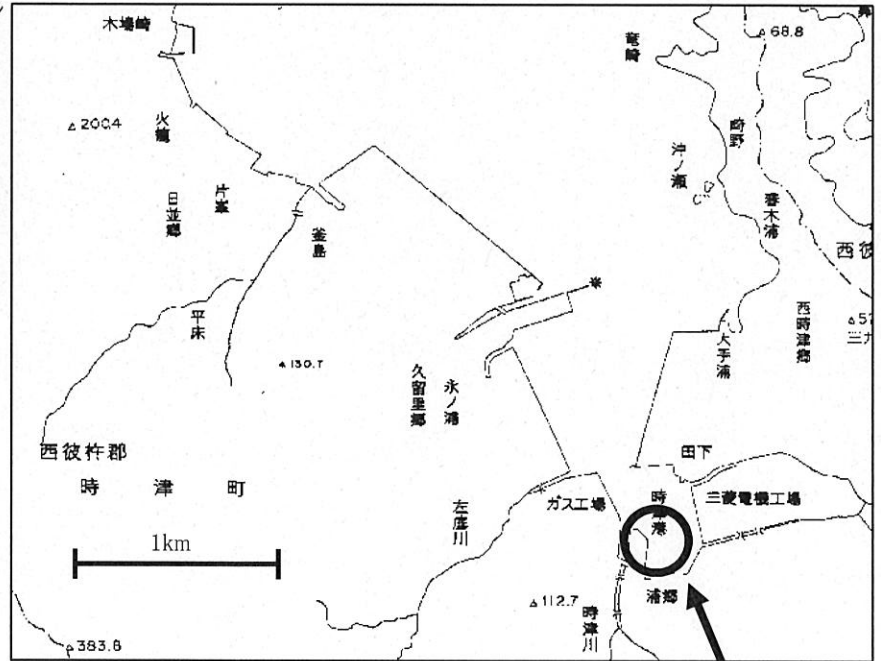 木場崎
68.8
竜崎
200.4
火籠
崎野
沖ノ瀬
片峯
日並郷
香木浦
釜島
西彼
平床
西時津郷
大手浦
130.7
久留里郷
永ノ浦
西彼杵郡
時津町
田下
左底川
ガス工場
時津港
三菱電機工場
1km
112.7
浦郷
時津川
383.8